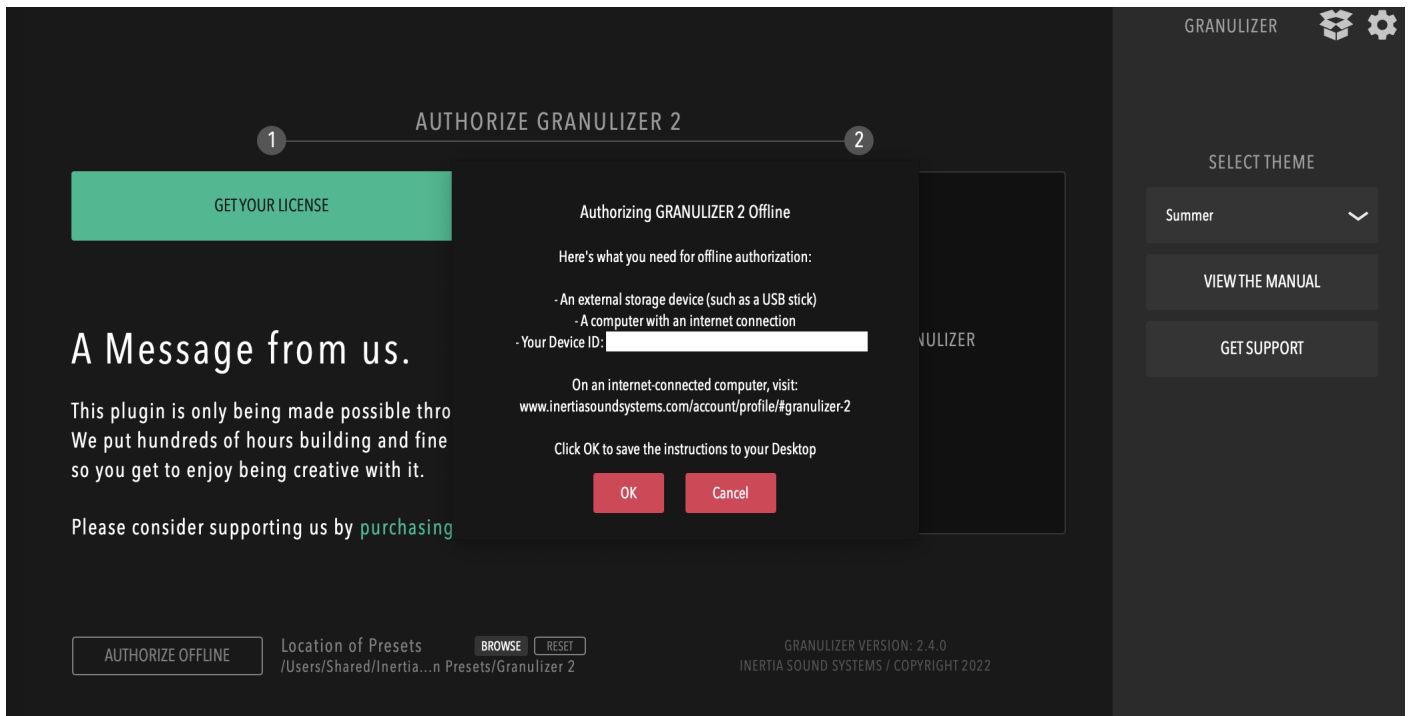 GRANULIZER
AUTHORIZE GRANULIZER 2
1
2
GET YOUR LICENSE
NULIZER
A Message from us.
This plugin is only being made possible thro
We put hundreds of hours building and fine
so you get to enjoy being creative with it.
Please consider supporting us by purchasing
Authorizing GRANULIZER 2 Offline
Here's what you need for offline authorization:
- An external storage device (such as a USB stick)
- A computer with an internet connection
- Your Device ID:
On an internet-connected computer, visit:
www.inertiasoundsystems.com/account/profile/#granulizer-2
Click OK to save the instructions to your Desktop
OK
Cancel
AUTHORIZE OFFLINE
Location of Presets
BROWSE
RESET
/Users/Shared/Inertia...n Presets/Granulizer 2
GRANULIZER VERSION: 2.4.0
INERTIA SOUND SYSTEMS / COPYRIGHT 2022
SELECT THEME
Summer
VIEW THE MANUAL
GET SUPPORT